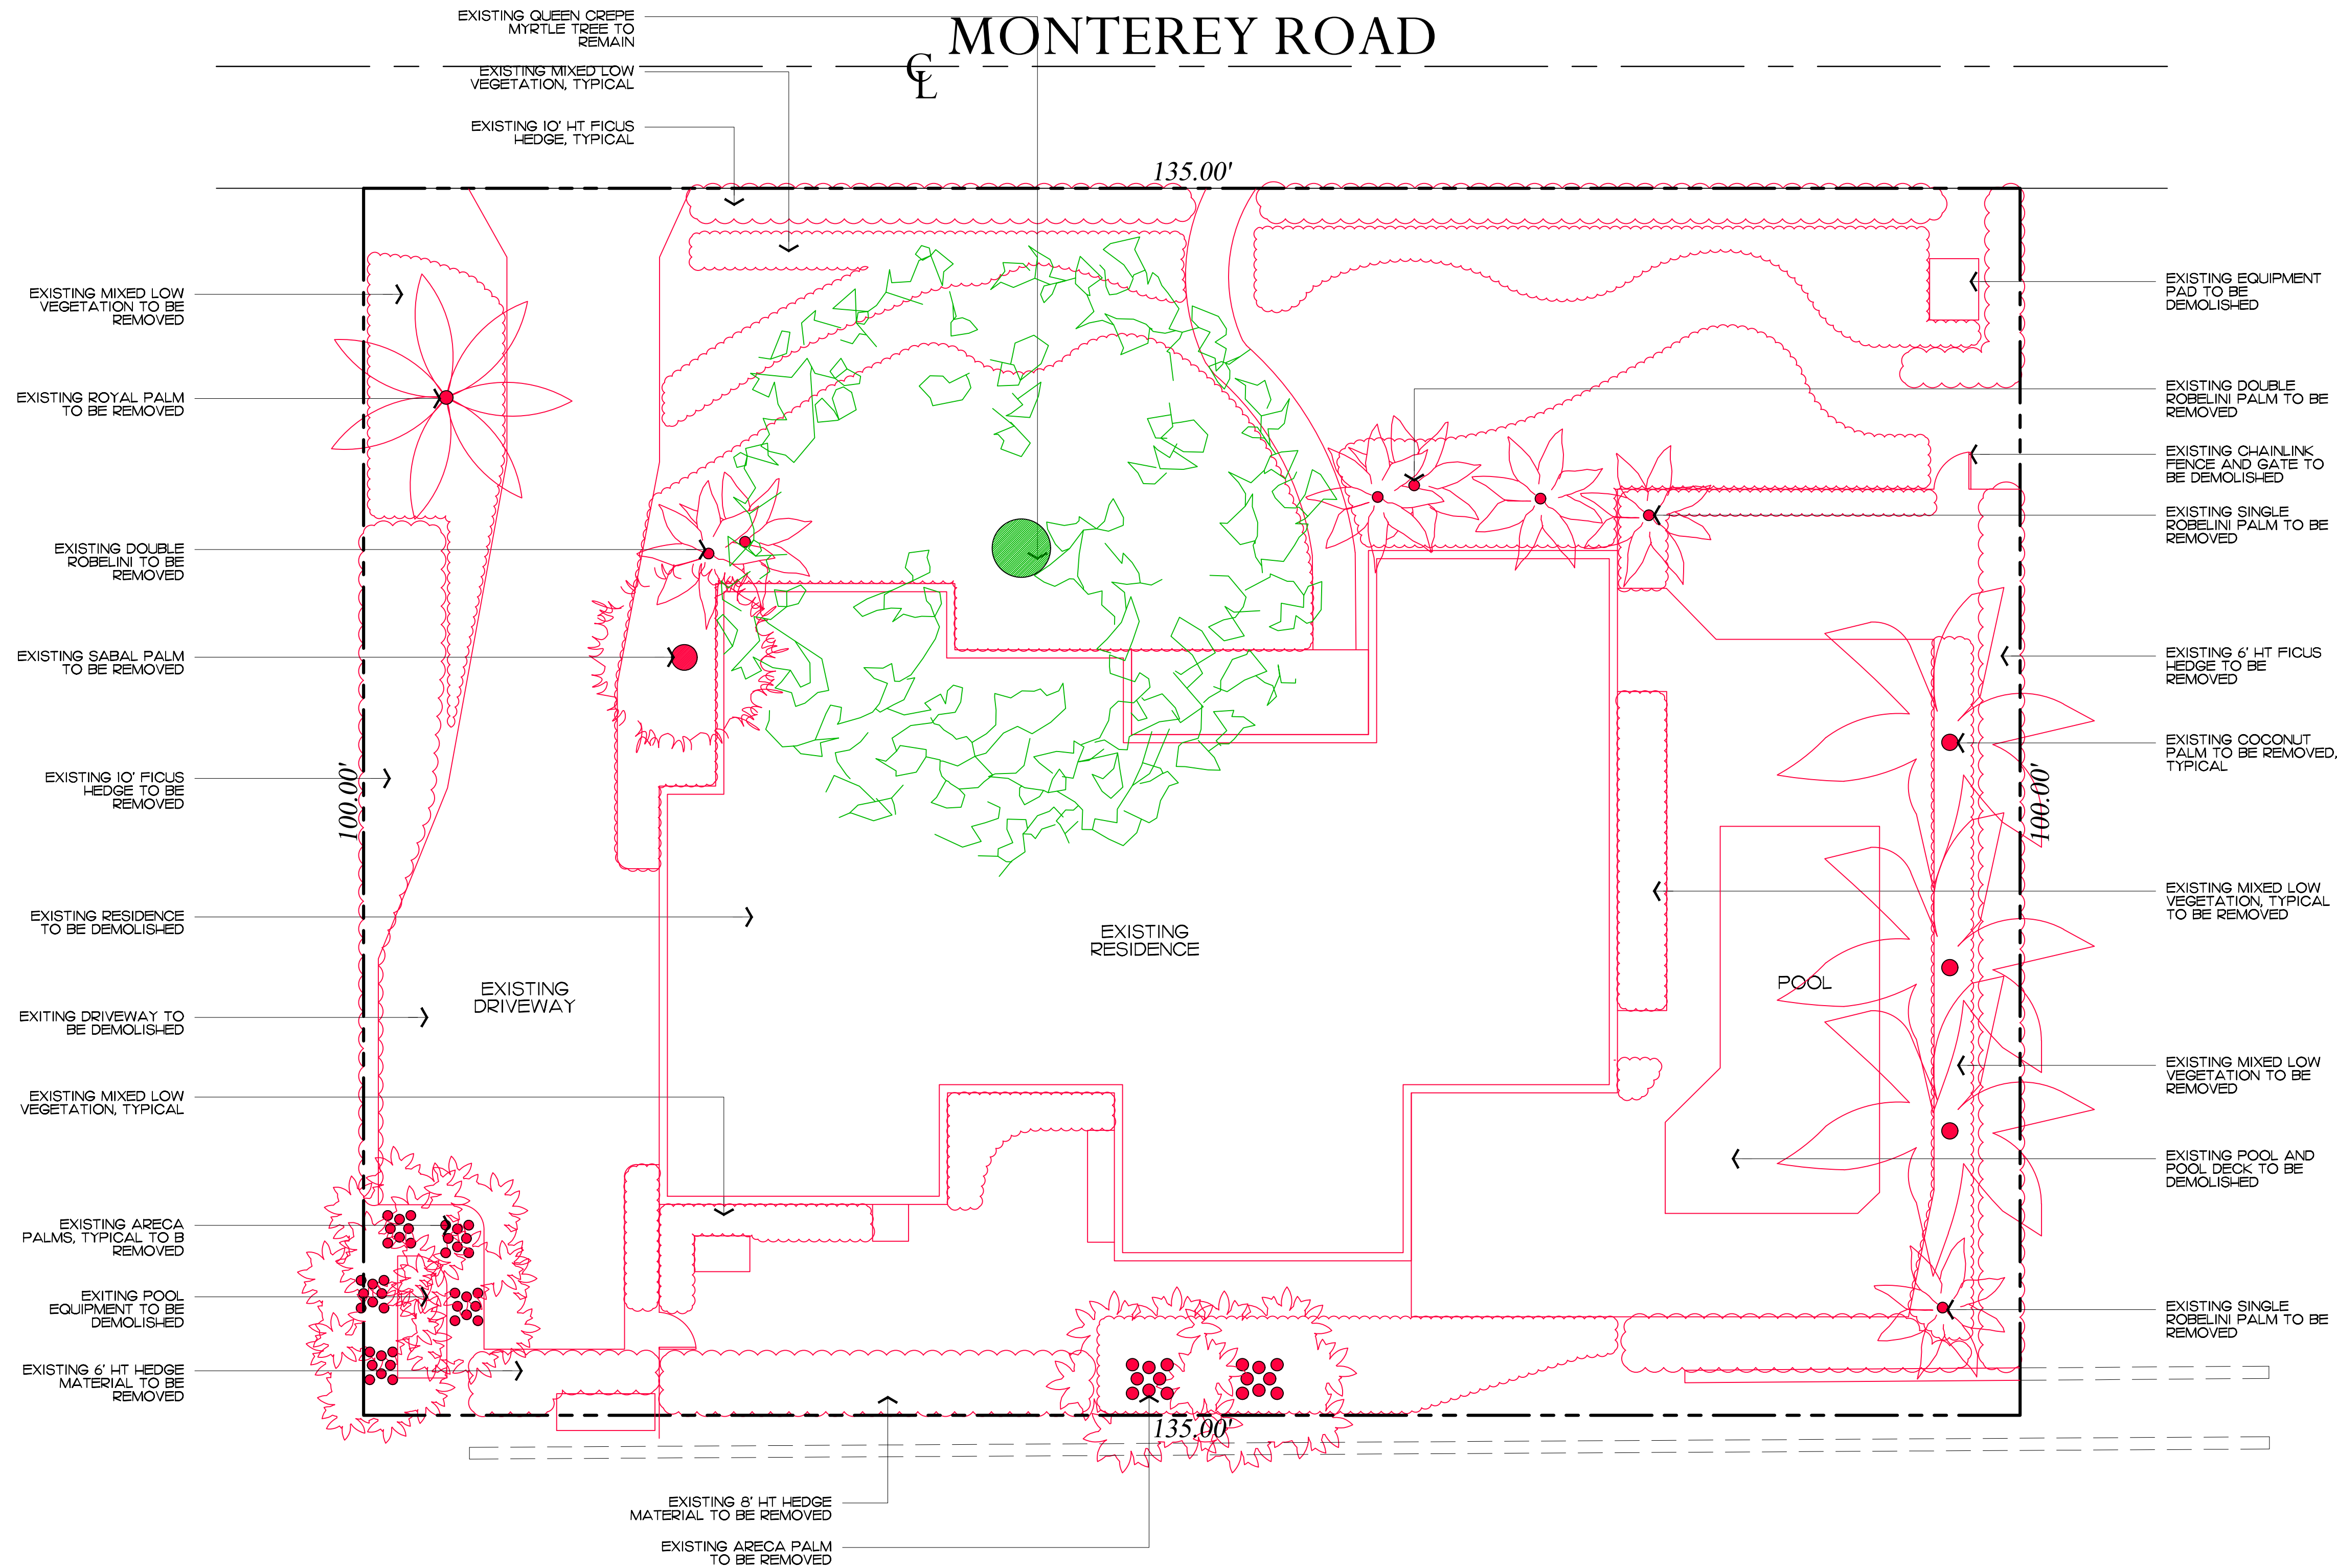 MONTEREY ROAD
CL
EXISTING QUEEN CREPE
MYRTLE TREE TO
REMAIN
EXISTING MIXED LOW
VEGETATION, TYPICAL
EXISTING 10' HT FICUS
HEDGE, TYPICAL
135.00'
EXISTING MIXED LOW
VEGETATION TO BE
REMOVED
EXISTING ROYAL PALM
TO BE REMOVED
EXISTING DOUBLE
ROBELINI TO BE
REMOVED
EXISTING SABAL PALM
TO BE REMOVED
EXISTING 10' FICUS
HEDGE TO BE
REMOVED
100.00'
EXISTING RESIDENCE
TO BE DEMOLISHED
EXITING DRIVEWAY TO
BE DEMOLISHED
EXISTING MIXED LOW
VEGETATION, TYPICAL
EXISTING ARECA
PALMS, TYPICAL TO B
REMOVED
EXITING POOL
EQUIPMENT TO BE
DEMOLISHED
EXISTING 6' HT HEDGE
MATERIAL TO BE
REMOVED
EXISTING
DRIVEWAY
EXISTING
RESIDENCE
POOL
EXISTING EQUIPMENT
PAD TO BE
DEMOLISHED
EXISTING DOUBLE
ROBELINI PALM TO BE
REMOVED
EXISTING CHAINLINK
FENCE AND GATE TO
BE DEMOLISHED
EXISTING SINGLE
ROBELINI PALM TO BE
REMOVED
EXISTING 6' HT FICUS
HEDGE TO BE
REMOVED
EXISTING COCONUT
PALM TO BE REMOVED,
TYPICAL
100.00'
EXISTING MIXED LOW
VEGETATION, TYPICAL
TO BE REMOVED
EXISTING MIXED LOW
VEGETATION TO BE
REMOVED
EXISTING POOL AND
POOL DECK TO BE
DEMOLISHED
EXISTING SINGLE
ROBELINI PALM TO BE
REMOVED
135.00'
EXISTING 8' HT HEDGE
MATERIAL TO BE REMOVED
EXISTING ARECA PALM
TO BE REMOVED